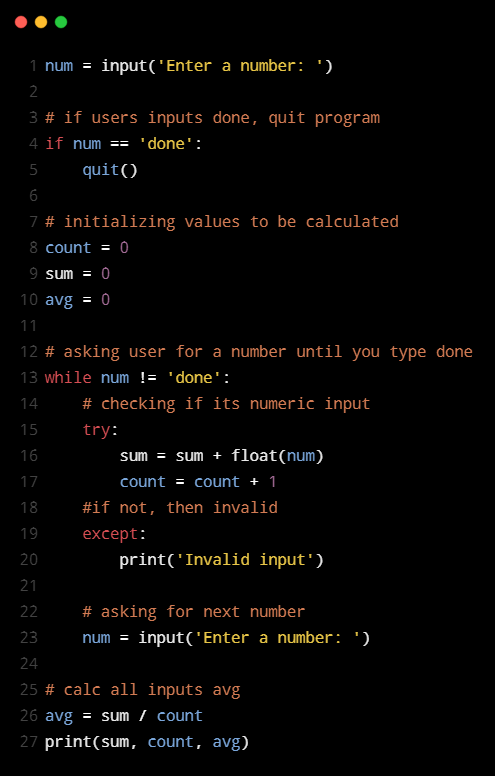 1 num = input('Enter a number: ')
2
3 # if users inputs done, quit program
4 if num == 'done':
5     quit()
6
7 # initializing values to be calculated
8 count = 0
9 sum = 0
10 avg = 0
11
12 # asking user for a number until you type done
13 while num != 'done':
14     # checking if its numeric input
15     try:
16         sum = sum + float(num)
17         count = count + 1
18     #if not, then invalid
19     except:
20         print('Invalid input')
21
22     # asking for next number
23     num = input('Enter a number: ')
24
25 # calc all inputs avg
26 avg = sum / count
27 print(sum, count, avg)